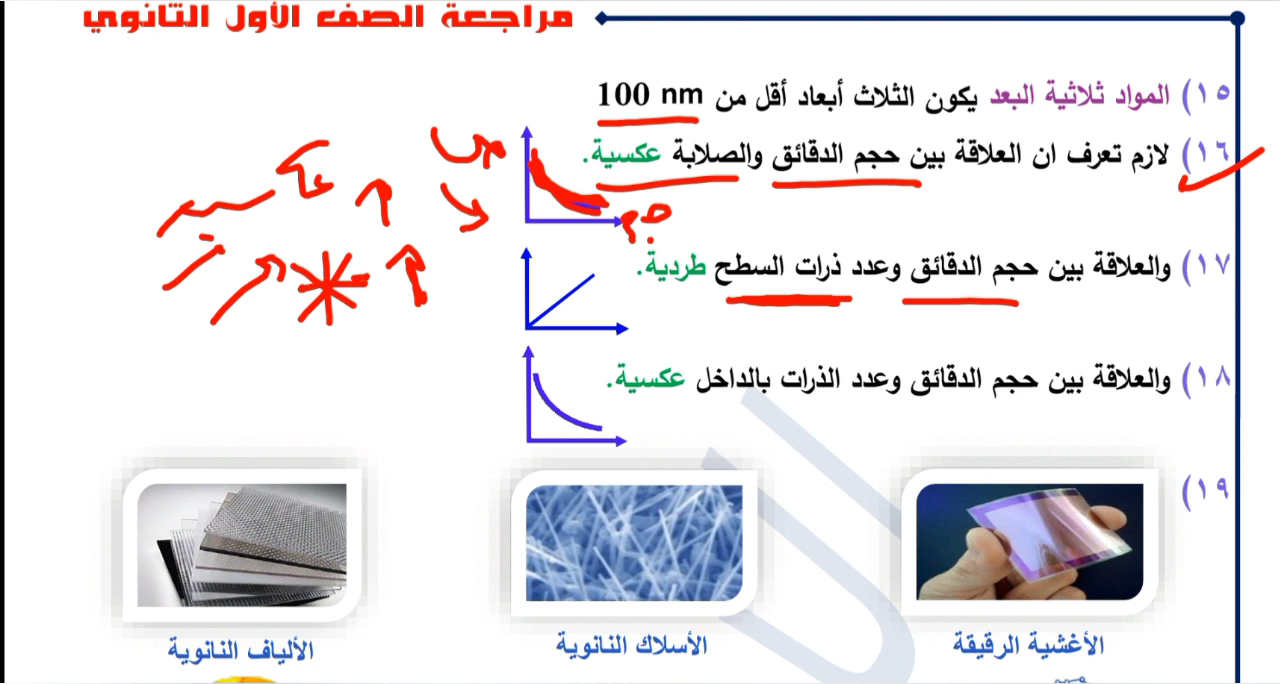 مراجعة الصف الأول الثانوي
١٥) المواد ثلاثية البعد يكون الثلاث أبعاد أقل من 100 nm
١٦) لازم تعرف ان العلاقة بين حجم الدقائق والصلابة عكسية.
١٧) والعلاقة بين حجم الدقائق وعدد ذرات السطح طردية.
١٨) والعلاقة بين حجم الدقائق وعدد الذرات بالداخل عكسية.
١٩)
الأغشية الرقيقة
الأسلاك النانوية
الألياف النانوية